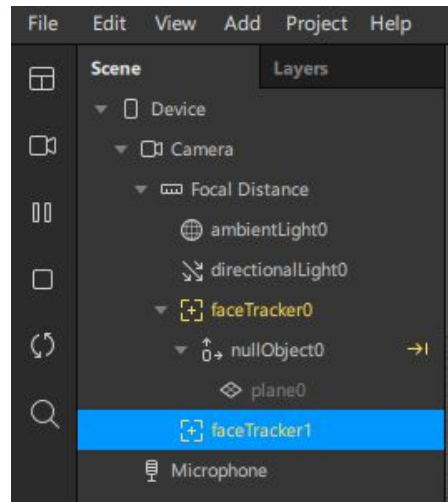 File Edit View Add Project Help
Scene Layers
Device
Camera
Focal Distance
ambientLight0
directionalLight0
faceTracker0
nullObject0
plane0
faceTracker1
Microphone